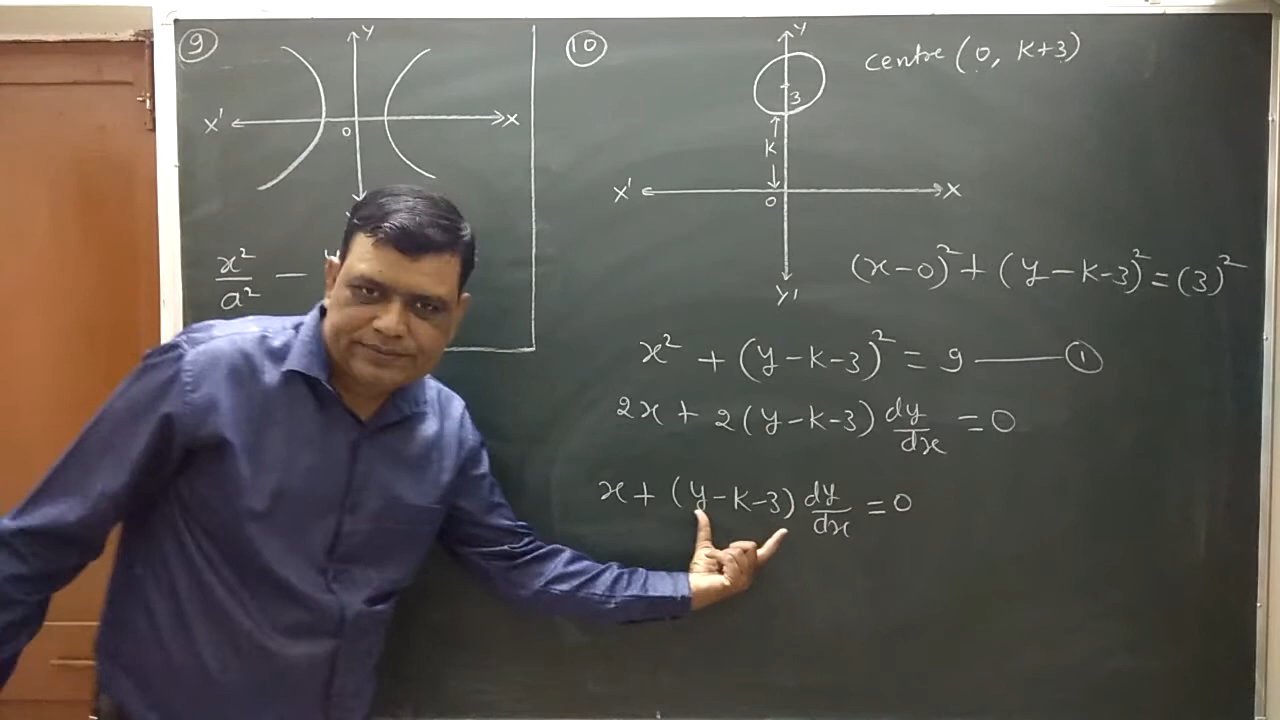 9
Y
X' O X
x²/a² −
10
Y
centre (0, k+3)
3
k
X' O X
Y'
(x−0)² + (y−k−3)² = (3)²
x² + (y−k−3)² = 9 —— 1
2x + 2(y−k−3) dy/dx = 0
x + (y−k−3) dy/dx = 0